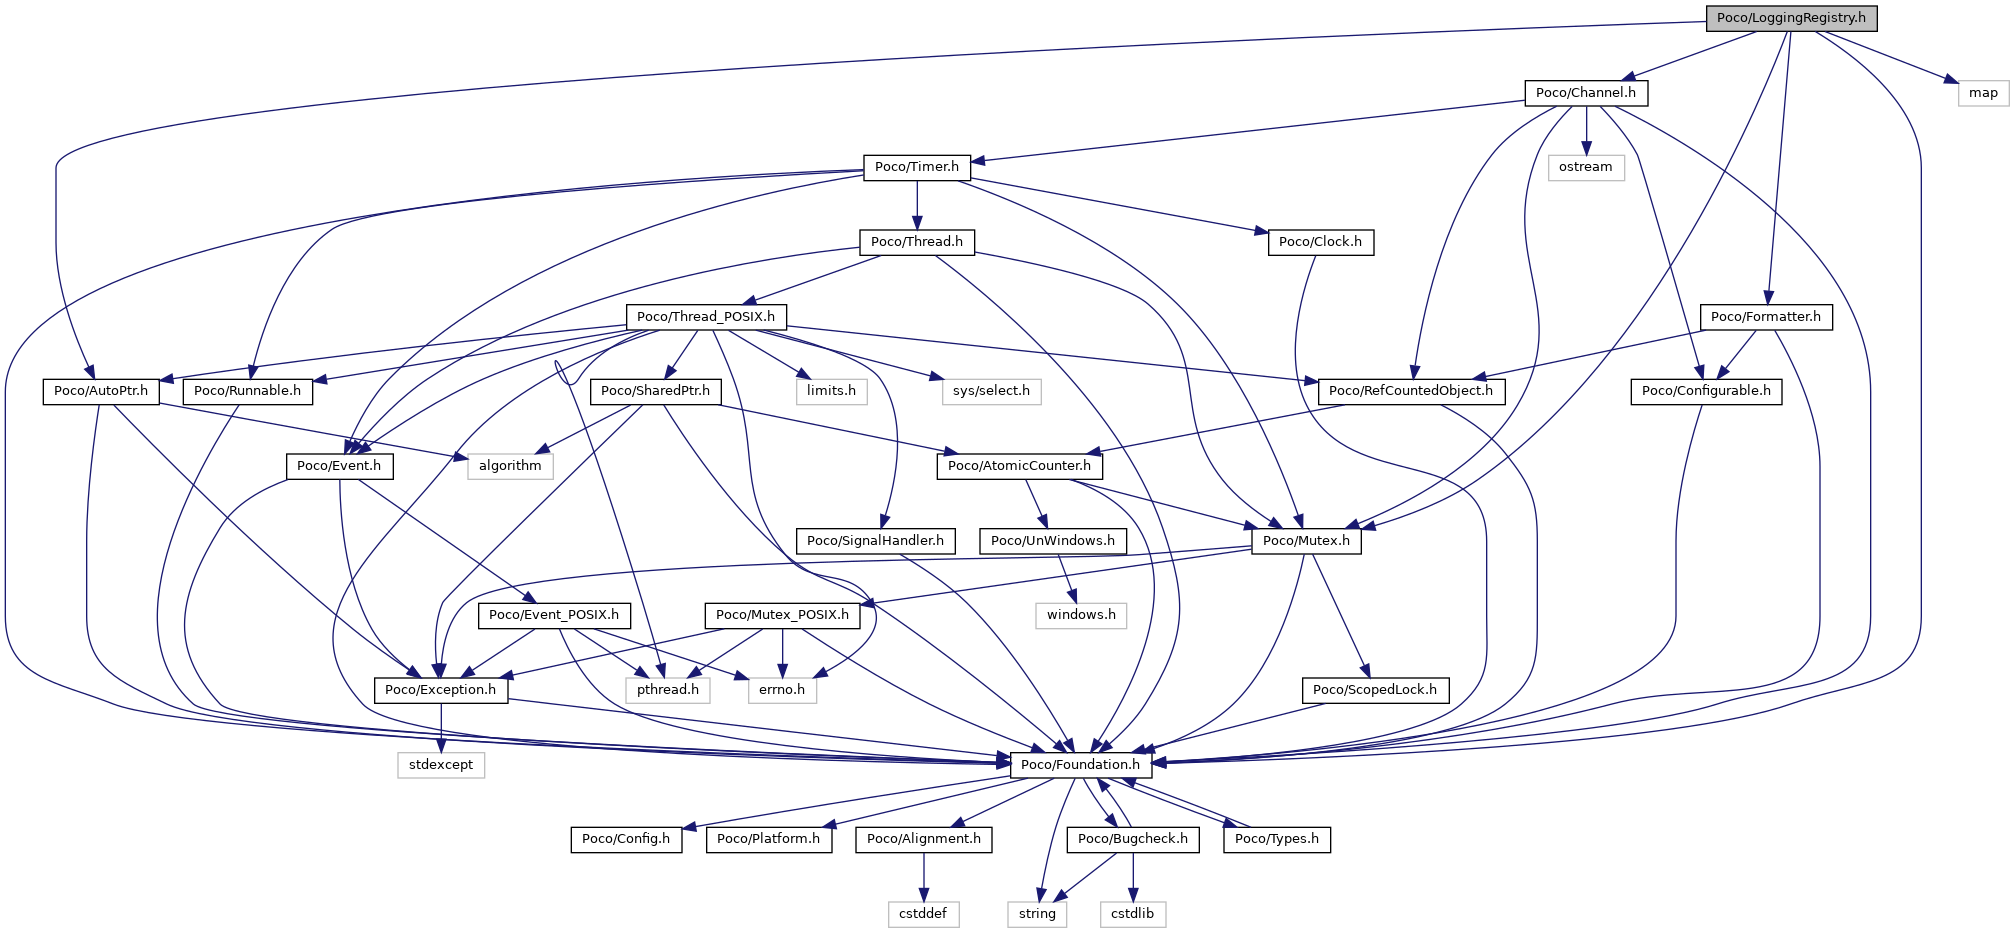 Poco/LoggingRegistry.h
Poco/Channel.h
map
Poco/Timer.h
ostream
Poco/Thread.h
Poco/Clock.h
Poco/Thread_POSIX.h
Poco/Formatter.h
Poco/AutoPtr.h
Poco/Runnable.h
Poco/SharedPtr.h
limits.h
sys/select.h
Poco/RefCountedObject.h
Poco/Configurable.h
Poco/Event.h
algorithm
Poco/AtomicCounter.h
Poco/SignalHandler.h
Poco/UnWindows.h
Poco/Mutex.h
Poco/Event_POSIX.h
Poco/Mutex_POSIX.h
windows.h
Poco/Exception.h
pthread.h
errno.h
Poco/ScopedLock.h
stdexcept
Poco/Foundation.h
Poco/Config.h
Poco/Platform.h
Poco/Alignment.h
Poco/Bugcheck.h
Poco/Types.h
cstddef
string
cstdlib